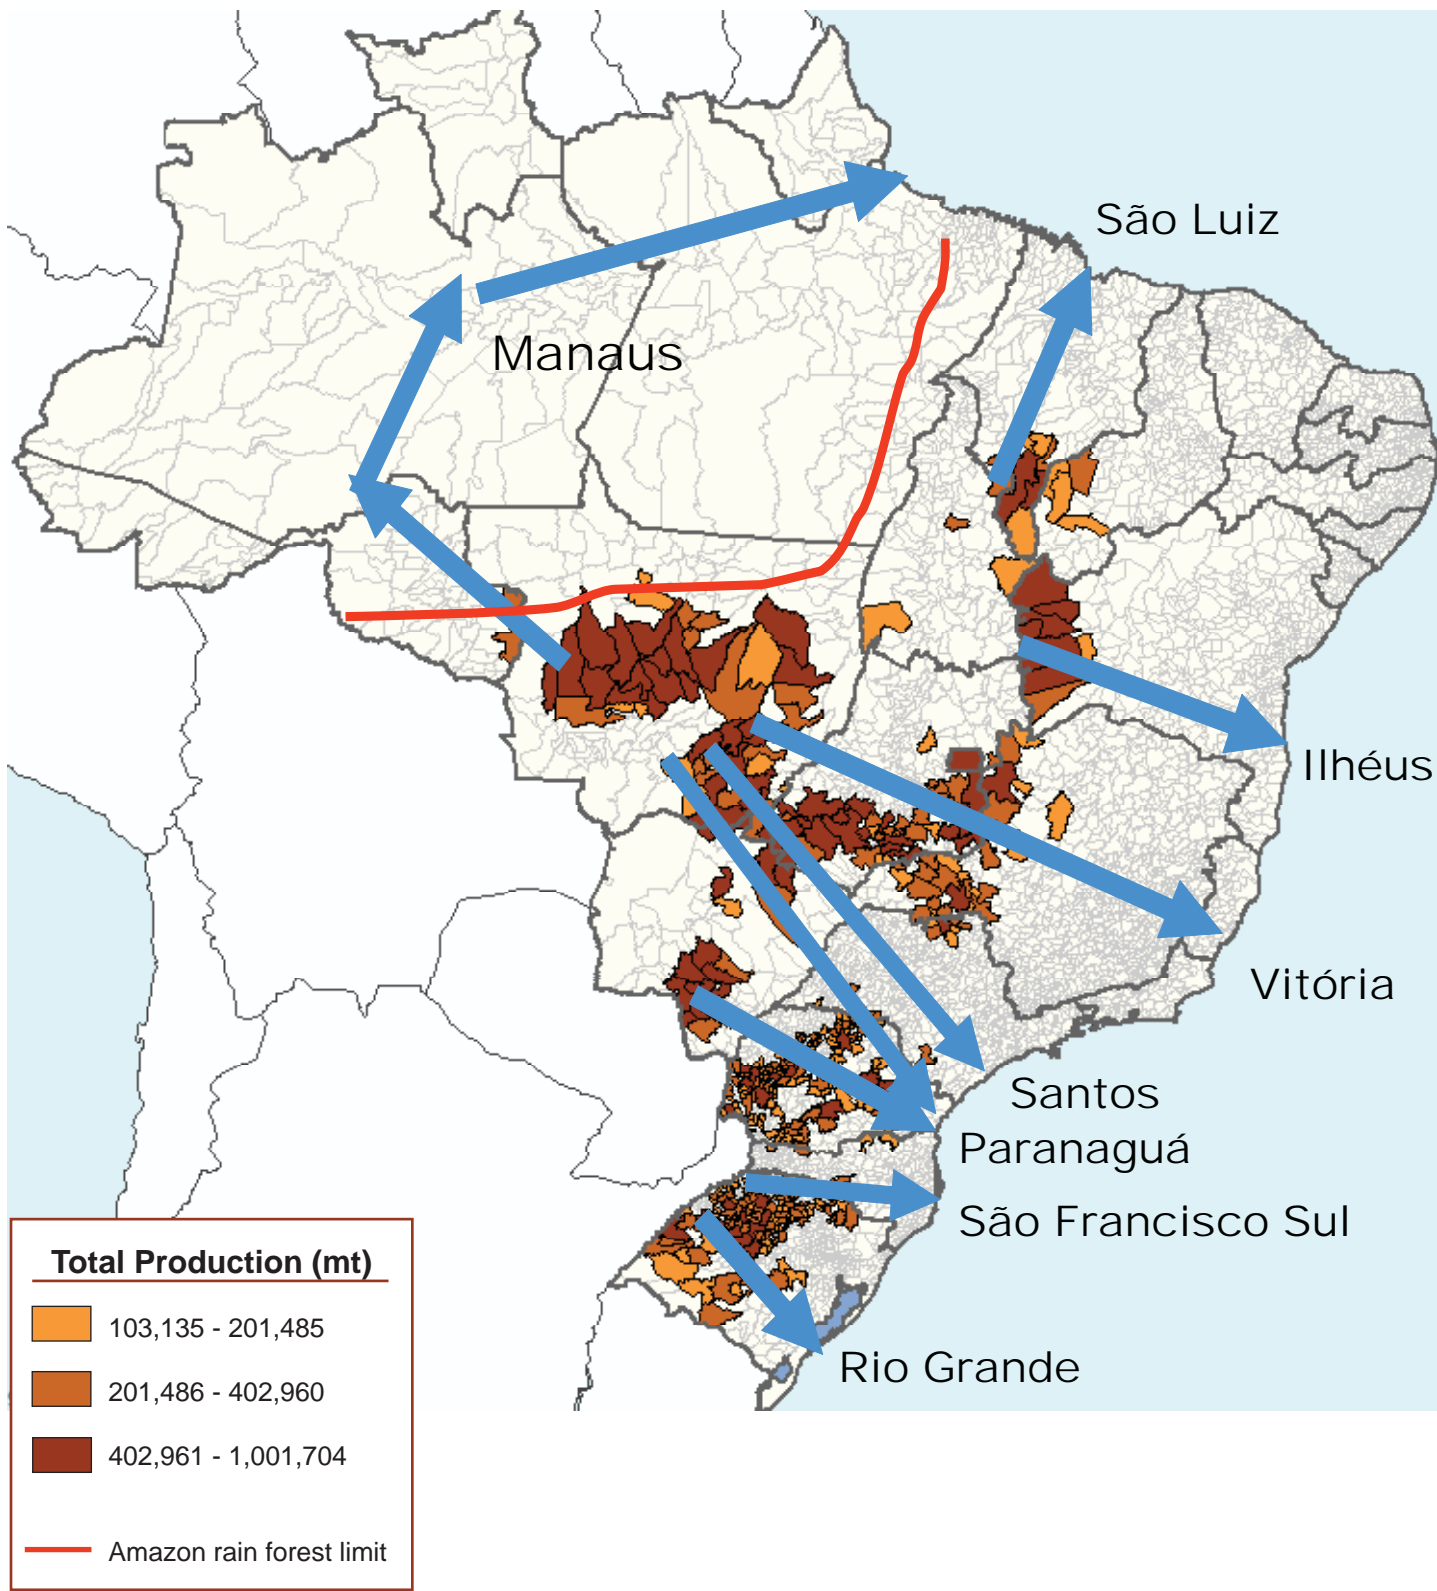 São Luiz
Manaus
Ilhéus
Vitória
Santos
Paranaguá
São Francisco Sul
Rio Grande
Total Production (mt)
103,135 - 201,485
201,486 - 402,960
402,961 - 1,001,704
Amazon rain forest limit